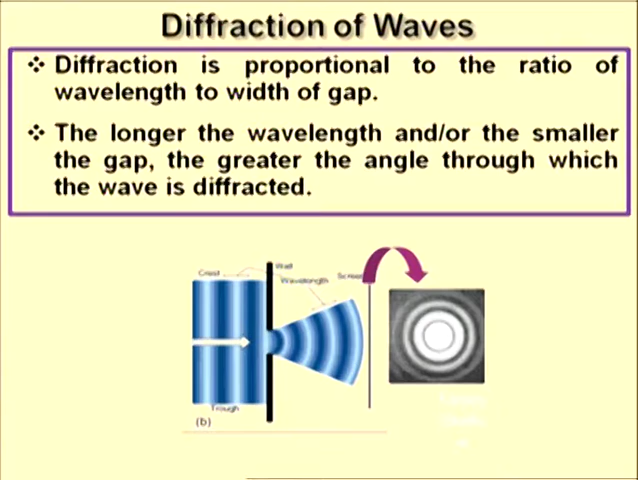 Diffraction of Waves
❖ Diffraction is proportional to the ratio of
wavelength to width of gap.
❖ The longer the wavelength and/or the smaller
the gap, the greater the angle through which
the wave is diffracted.
Crest
Wall
Wavelength
Screen
Trough
(b)